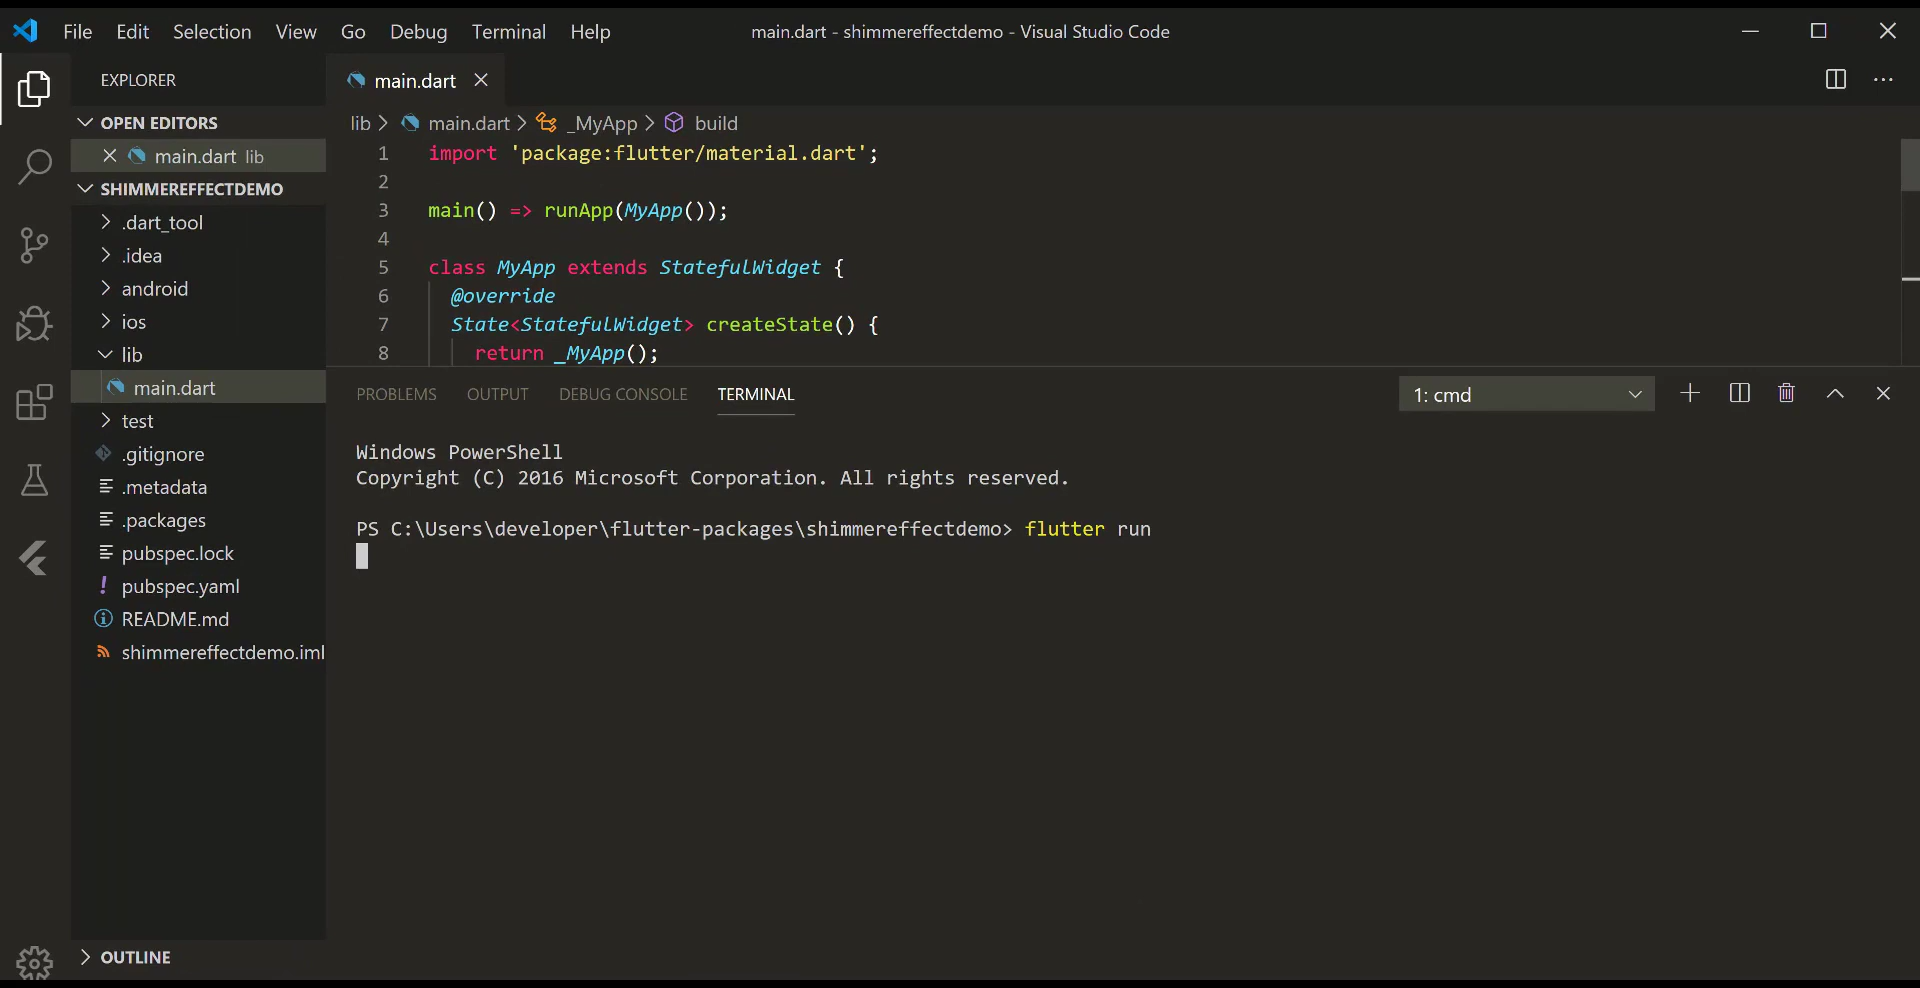 File Edit Selection View Go Debug Terminal Help
main.dart - shimmereffectdemo - Visual Studio Code
EXPLORER
OPEN EDITORS
main.dart lib
SHIMMEREFFECTDEMO
.dart_tool
.idea
android
ios
lib
main.dart
test
.gitignore
.metadata
.packages
pubspec.lock
pubspec.yaml
README.md
shimmereffectdemo.iml
OUTLINE
main.dart
lib > main.dart > _MyApp > build
1 import 'package:flutter/material.dart';
2
3 main() => runApp(MyApp());
4
5 class MyApp extends StatefulWidget {
6 @override
7 State<StatefulWidget> createState() {
8 return _MyApp();
PROBLEMS OUTPUT DEBUG CONSOLE TERMINAL
1: cmd
Windows PowerShell
Copyright (C) 2016 Microsoft Corporation. All rights reserved.
PS C:\Users\developer\flutter-packages\shimmereffectdemo> flutter run